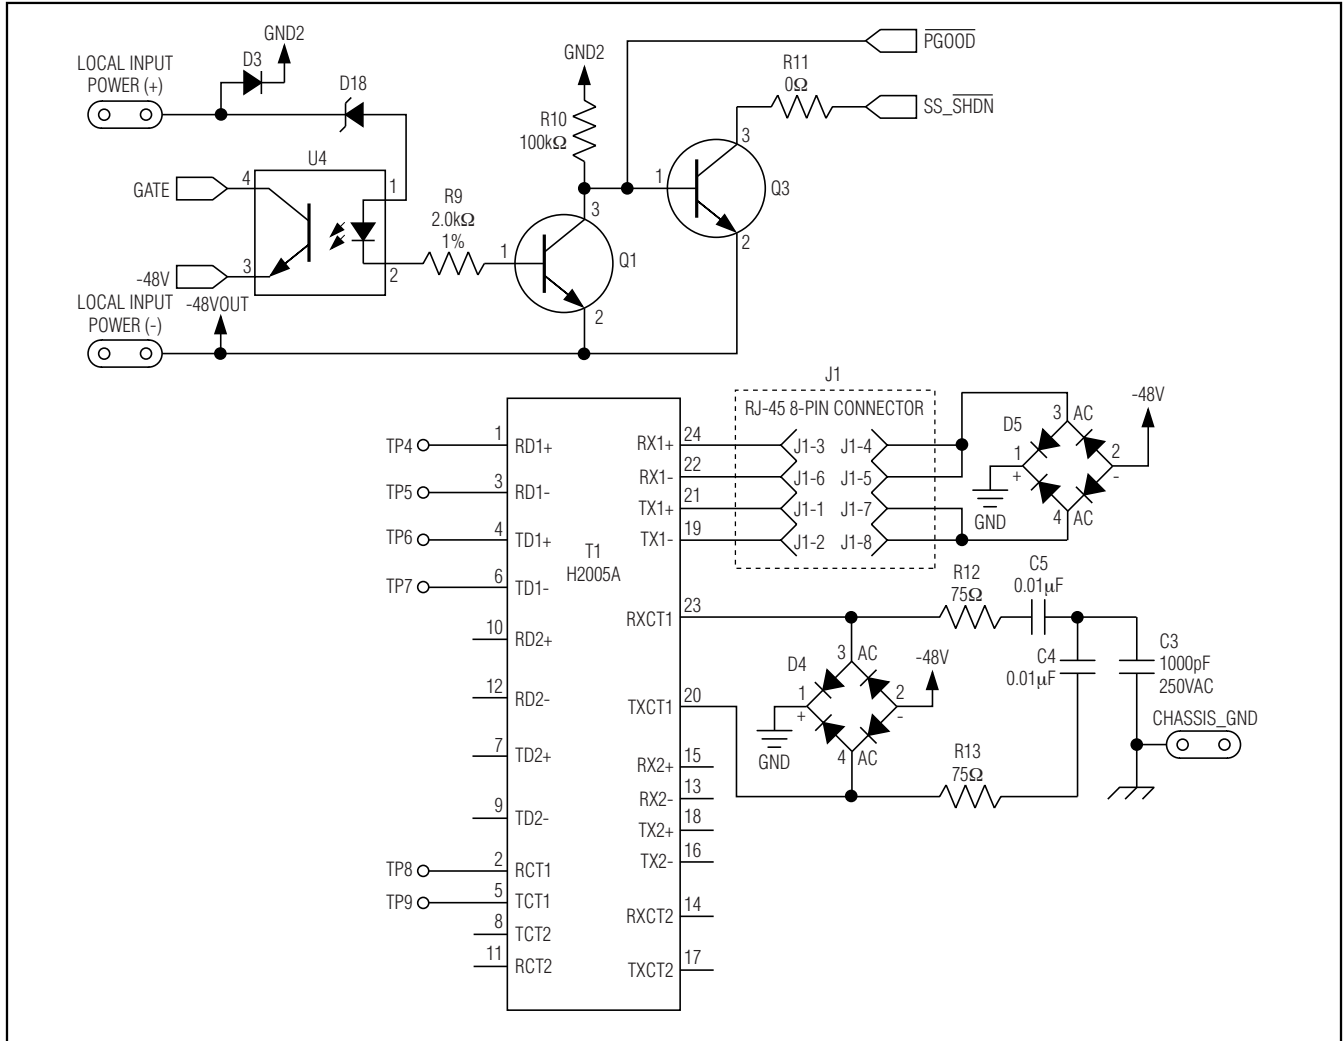 GND2
LOCAL INPUT
POWER (+)
D3
D18
GND2
R10
100kΩ
PGOOD
R11
0Ω
SS_SHDN
3
1
Q3
2
U4
GATE
4
1
R9
2.0kΩ
1%
3
1
Q1
2
-48V
3
2
LOCAL INPUT
POWER (-)
-48VOUT
J1
RJ-45 8-PIN CONNECTOR
J1-3 J1-4
J1-6 J1-5
J1-1 J1-7
J1-2 J1-8
D5
3 AC
-48V
1
+
2
-
4 AC
GND
T1
H2005A
TP4 1 RD1+
TP5 3 RD1-
TP6 4 TD1+
TP7 6 TD1-
10 RD2+
12 RD2-
7 TD2+
9 TD2-
TP8 2 RCT1
TP9 5 TCT1
8 TCT2
11 RCT2
RX1+ 24
RX1- 22
TX1+ 21
TX1- 19
RXCT1 23
TXCT1 20
RX2+ 15
RX2- 13
TX2+ 18
TX2- 16
RXCT2 14
TXCT2 17
R12
75Ω
C5
0.01µF
D4
3 AC
-48V
1
+
2
-
4 AC
GND
C4
0.01µF
C3
1000pF
250VAC
CHASSIS_GND
R13
75Ω